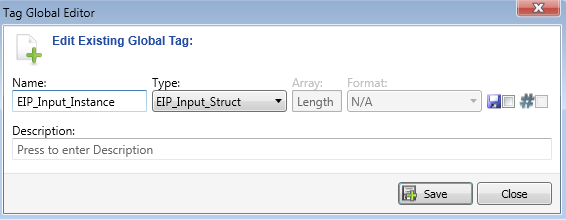 Tag Global Editor
Edit Existing Global Tag:
Name: Type: Array: Format:
EIP_Input_Instance EIP_Input_Struct Length N/A
Description:
Press to enter Description
Save Close